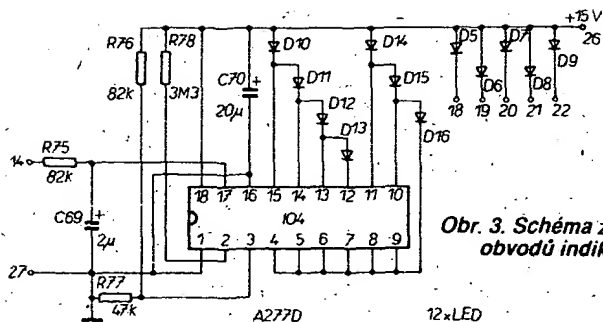 +15 V
26
R76
R78
D10
D14
D5
D7
D9
C70
+
D11
D15
D6
D8
82k
3M3
20μ
D12
D16
18 19 20 21 22
D13
14
R75
82k
18 17 16 15 14 13 12 11 10
C69
+
2μ
IO4
1 2 3 4 5 6 7 8 9
27
R77
47k
A277D
12xLED
Obr. 3. Schéma z
obvodů indik